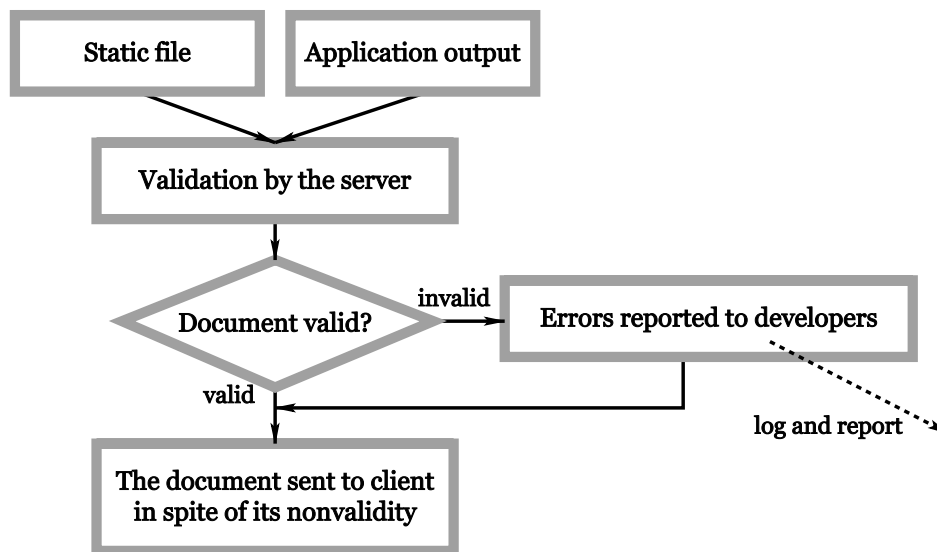 Static file
Application output
Validation by the server
Document valid?
invalid
Errors reported to developers
valid
log and report
The document sent to client
in spite of its nonvalidity